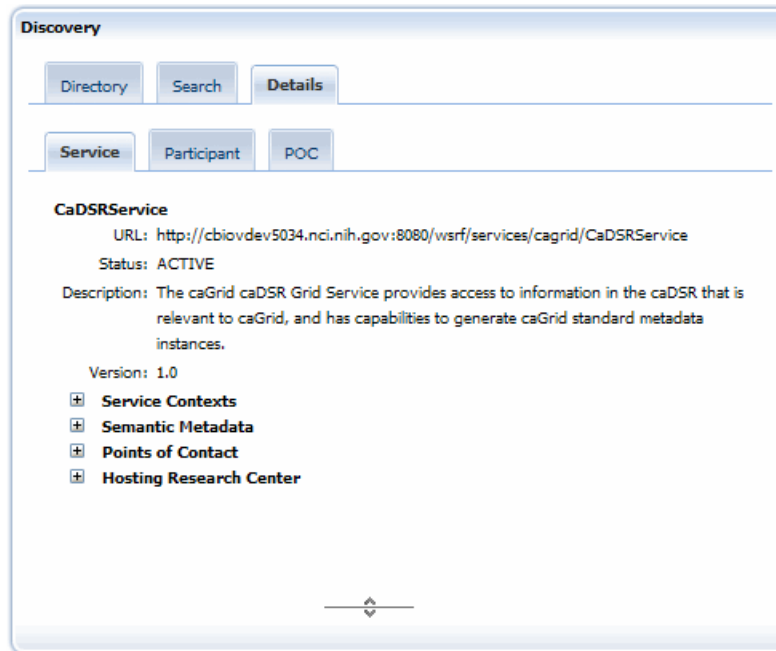 Discovery
Directory Search Details
Service Participant POC
CaDSRService
URL: http://cbiovdev5034.nci.nih.gov:8080/wsrf/services/cagrid/CaDSRService
Status: ACTIVE
Description: The caGrid caDSR Grid Service provides access to information in the caDSR that is
relevant to caGrid, and has capabilities to generate caGrid standard metadata
instances.
Version: 1.0
Service Contexts
Semantic Metadata
Points of Contact
Hosting Research Center